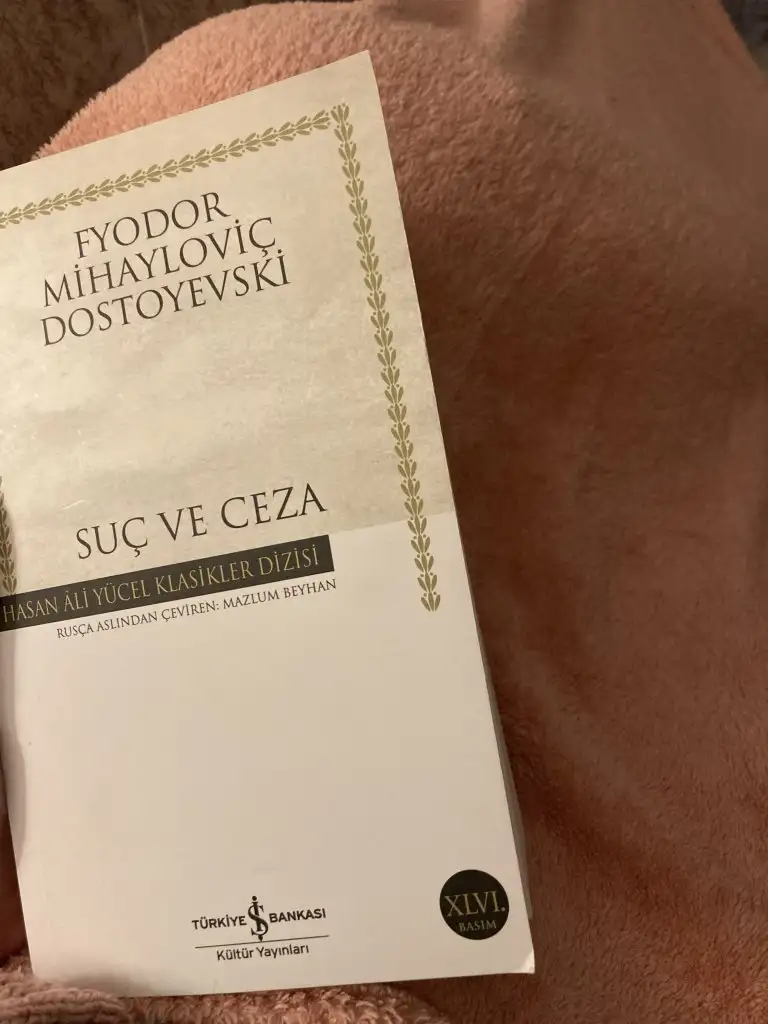 FYODOR
MİHAYLOVİÇ
DOSTOYEVSKİ
SUÇ VE CEZA
HASAN ÂLİ YÜCEL KLASİKLER DİZİSİ
RUSÇA ASLINDAN ÇEVİREN: MAZLUM BEYHAN
XLVI.
BASIM
TÜRKİYE İŞ BANKASI
Kültür Yayınları